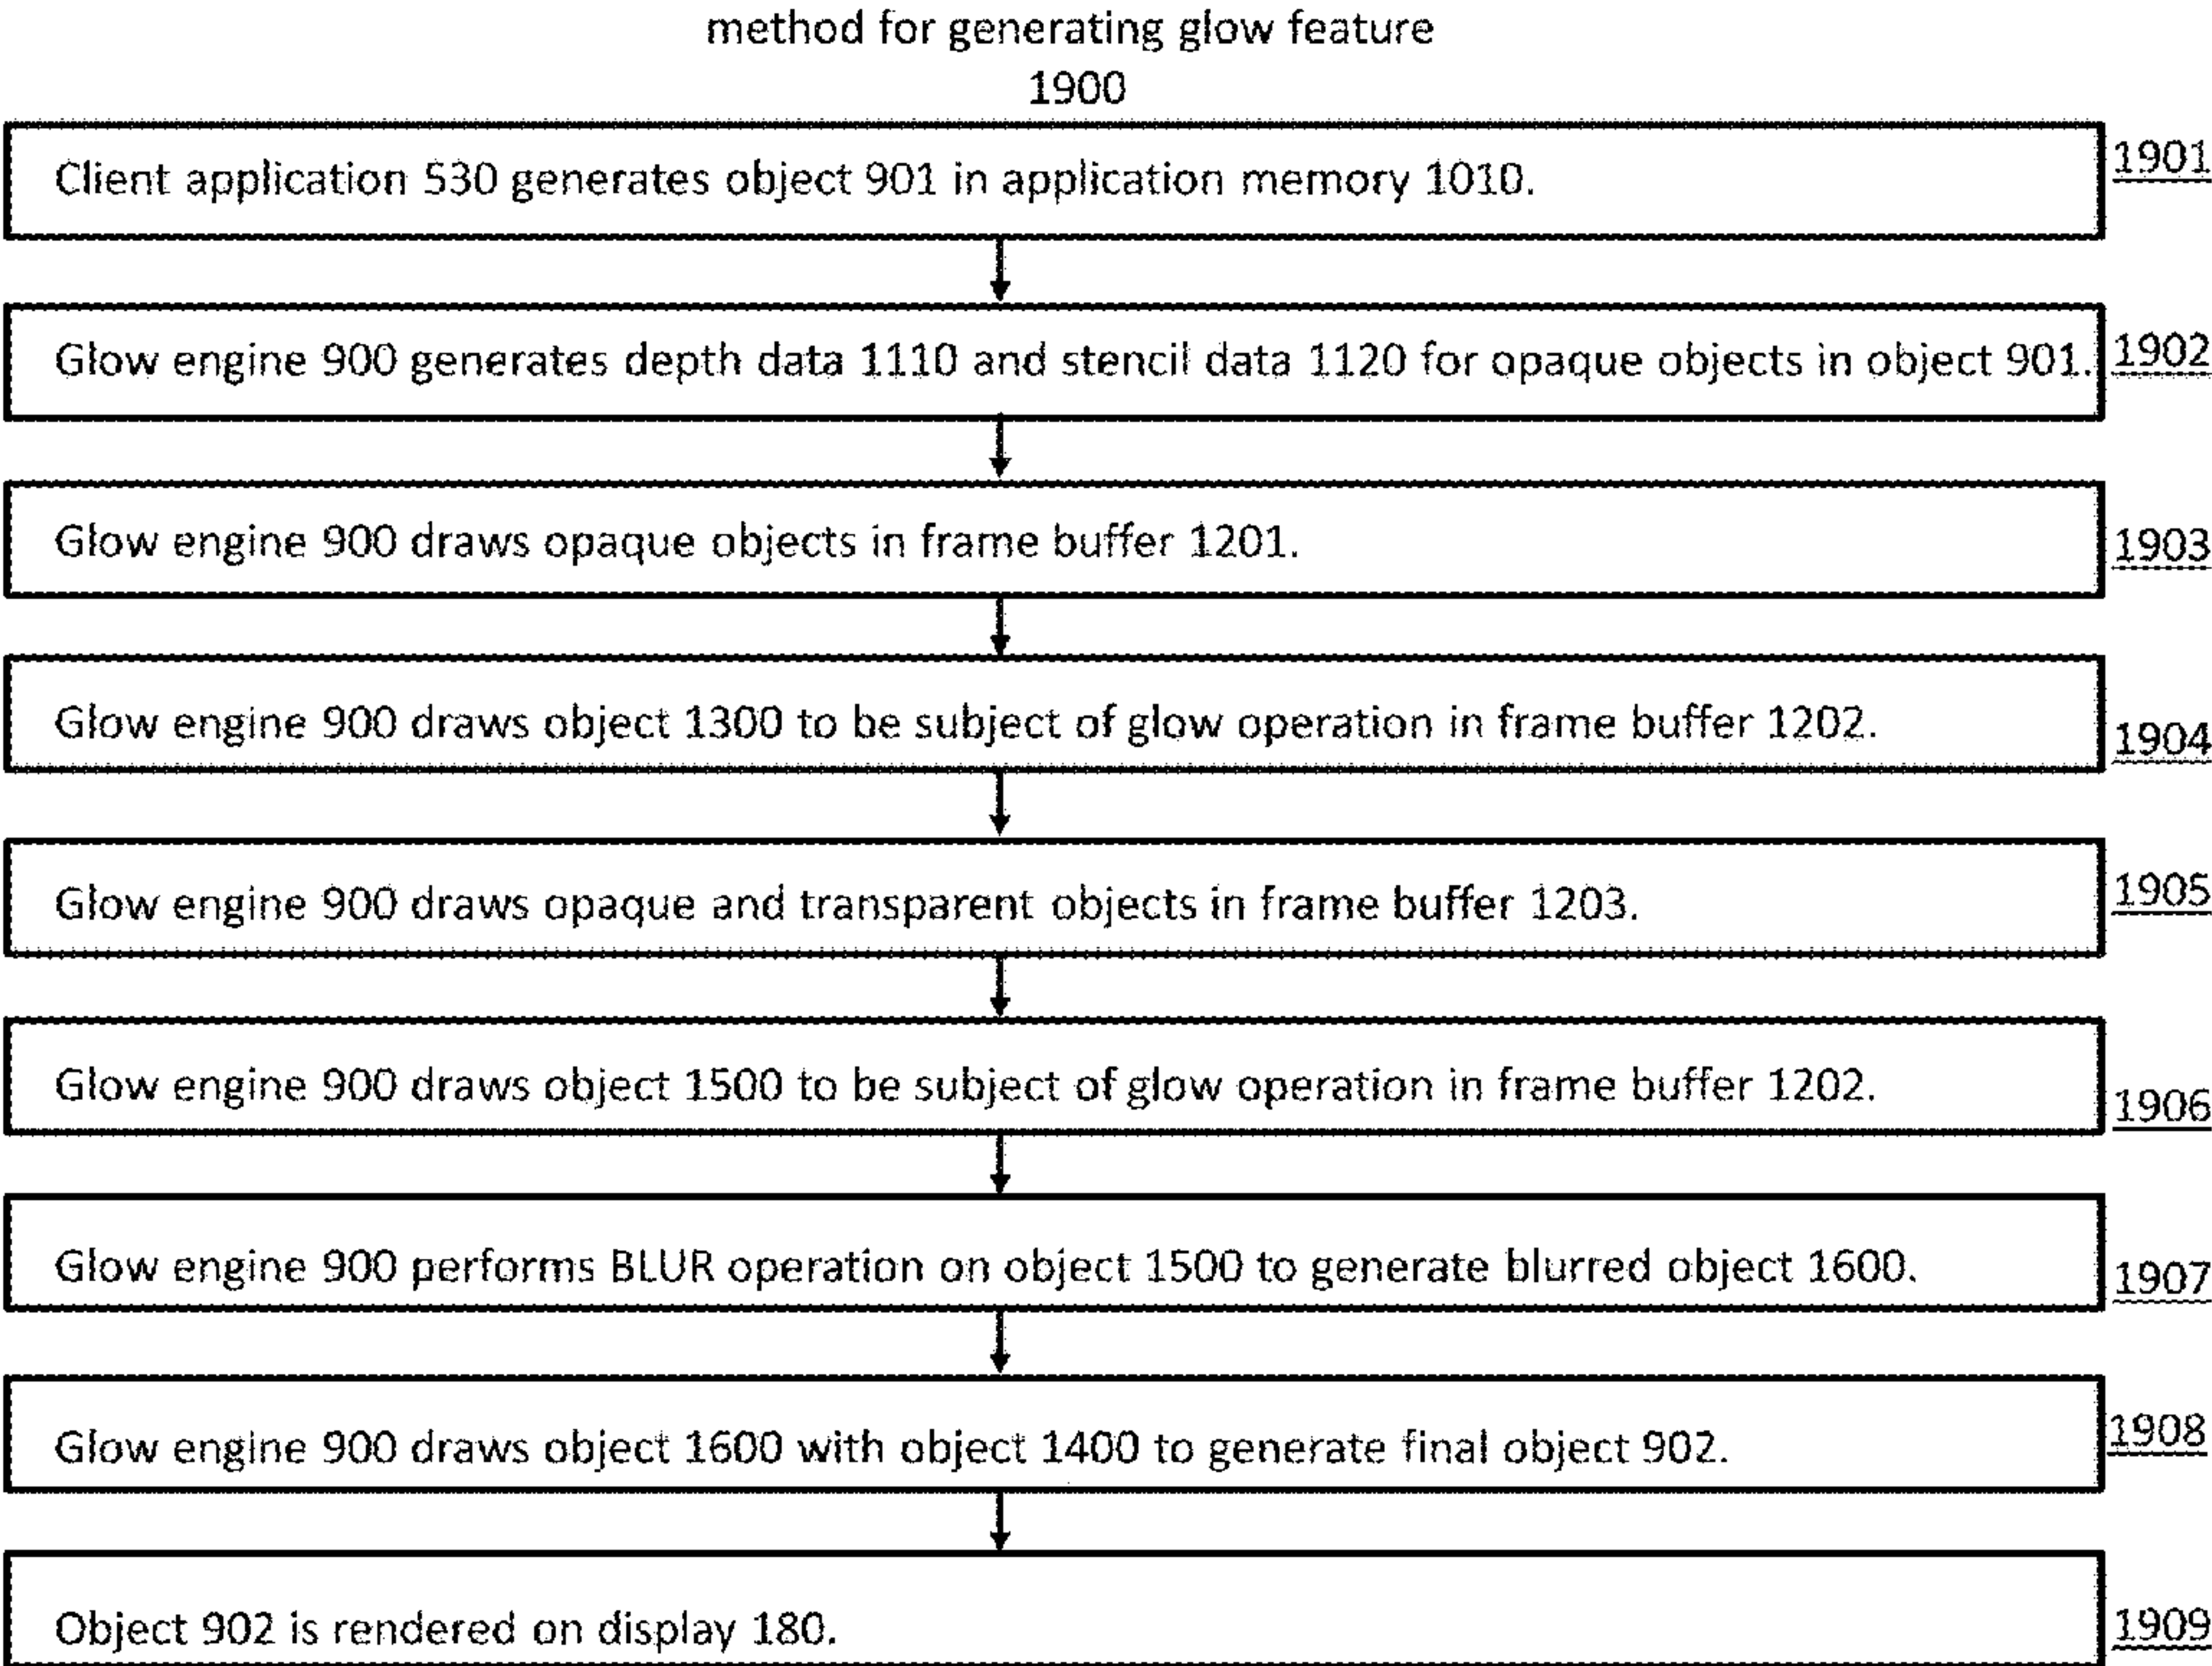 method for generating glow feature
1900
Client application 530 generates object 901 in application memory 1010.
1901
Glow engine 900 generates depth data 1110 and stencil data 1120 for opaque objects in object 901.
1902
Glow engine 900 draws opaque objects in frame buffer 1201.
1903
Glow engine 900 draws object 1300 to be subject of glow operation in frame buffer 1202.
1904
Glow engine 900 draws opaque and transparent objects in frame buffer 1203.
1905
Glow engine 900 draws object 1500 to be subject of glow operation in frame buffer 1202.
1906
Glow engine 900 performs BLUR operation on object 1500 to generate blurred object 1600.
1907
Glow engine 900 draws object 1600 with object 1400 to generate final object 902.
1908
Object 902 is rendered on display 180.
1909